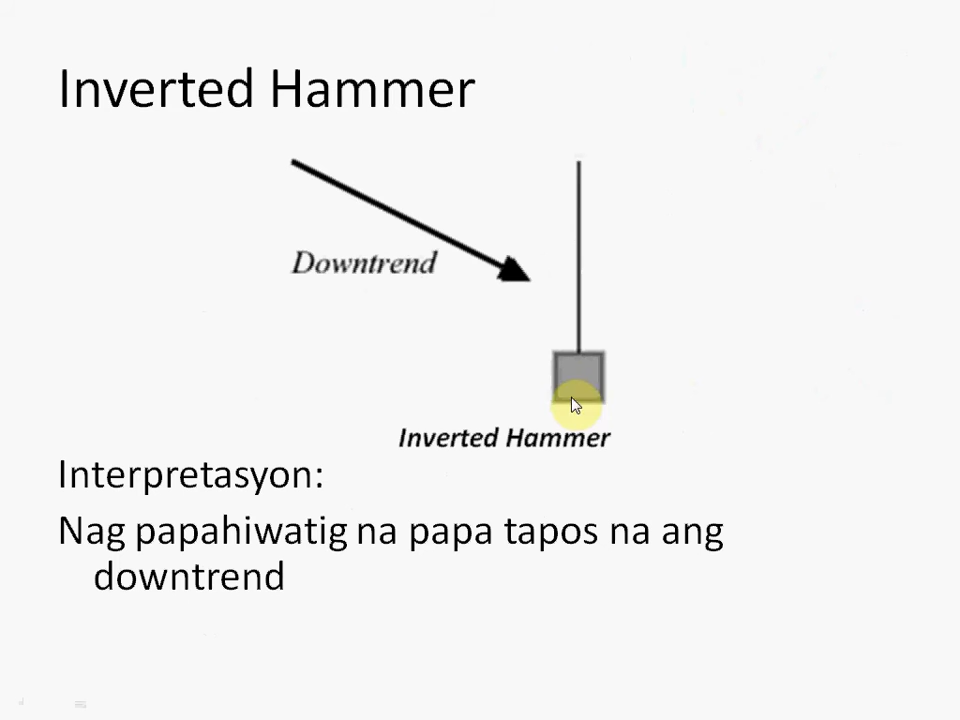 Inverted Hammer
Downtrend
Inverted Hammer
Interpretasyon:
Nag papahiwatig na papa tapos na ang
downtrend